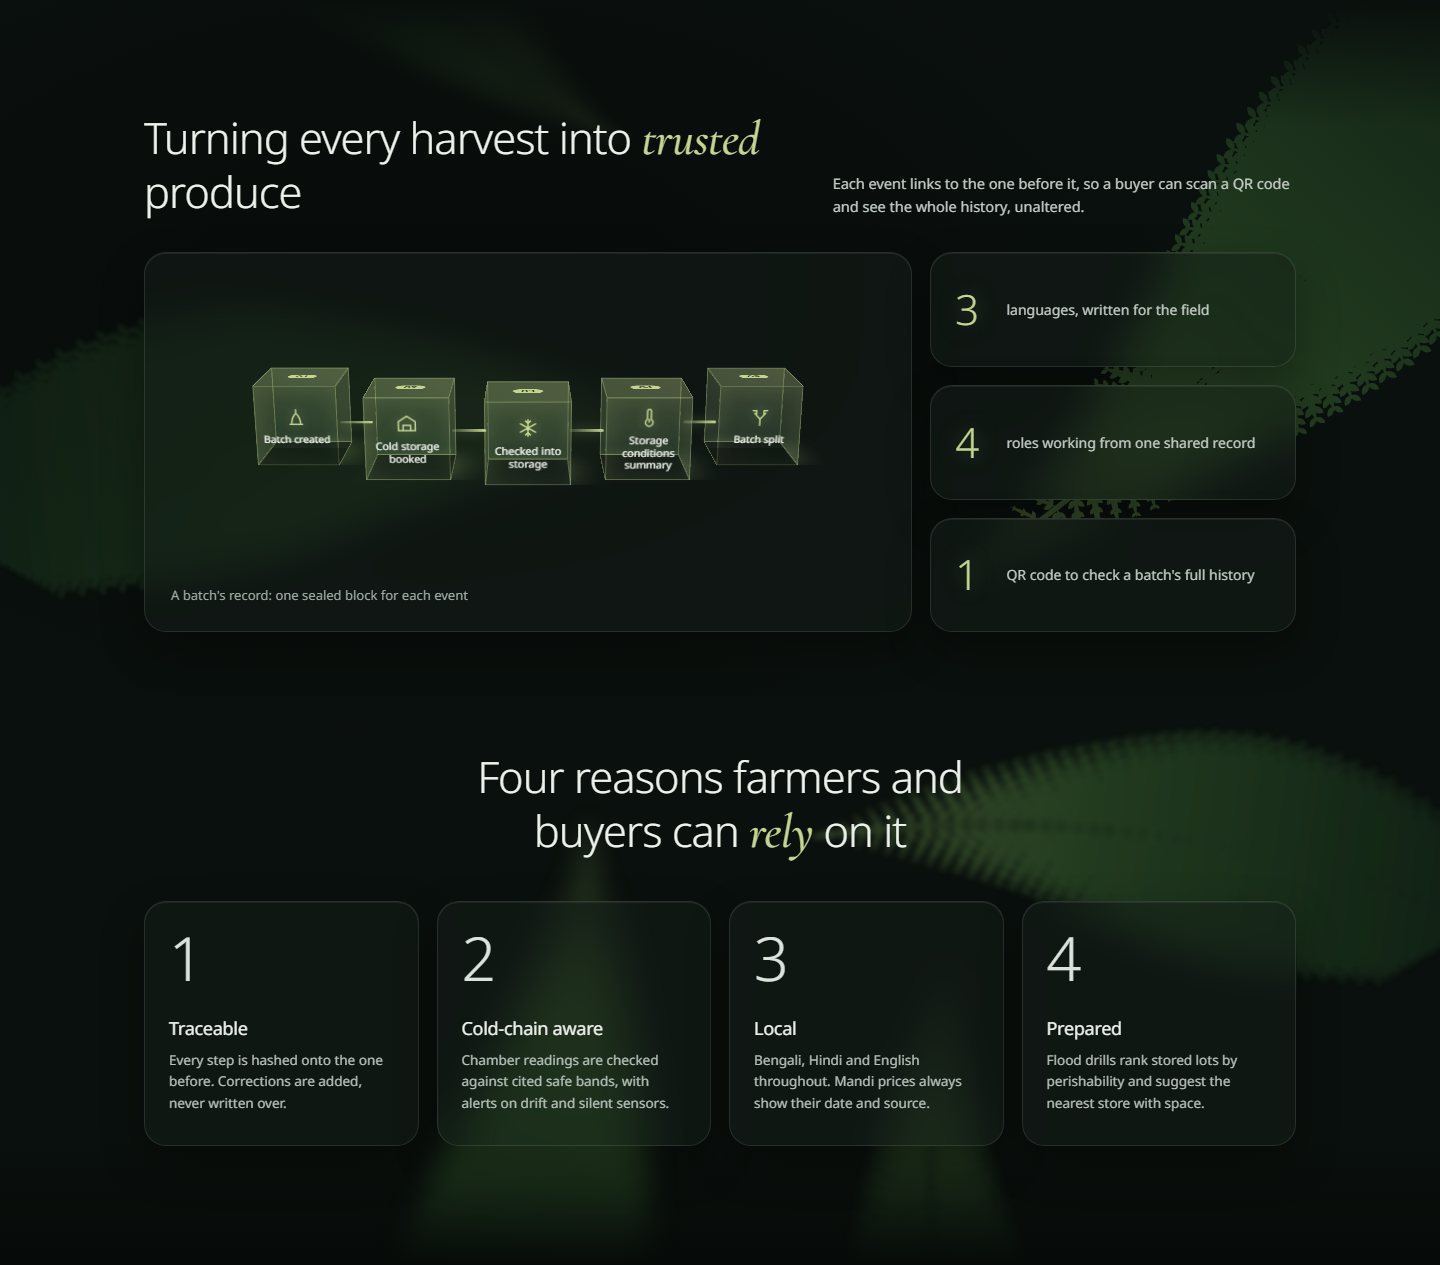 Turning every harvest into trusted
produce
Each event links to the one before it, so a buyer can scan a QR code
and see the whole history, unaltered.
Batch created
Cold storage
booked
Checked into
storage
Storage
conditions
summary
Batch split
A batch's record: one sealed block for each event
3
languages, written for the field
4
roles working from one shared record
1
QR code to check a batch's full history
Four reasons farmers and
buyers can rely on it
1
Traceable
Every step is hashed onto the one
before. Corrections are added,
never written over.
2
Cold-chain aware
Chamber readings are checked
against cited safe bands, with
alerts on drift and silent sensors.
3
Local
Bengali, Hindi and English
throughout. Mandi prices always
show their date and source.
4
Prepared
Flood drills rank stored lots by
perishability and suggest the
nearest store with space.